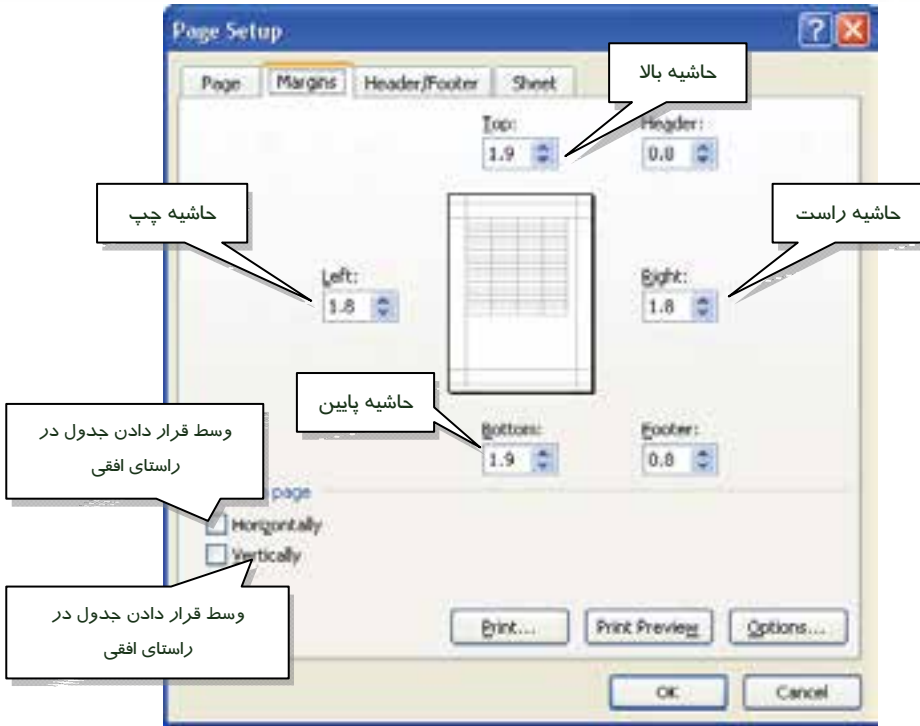 Page Setup
Page Margins Header/Footer Sheet
حاشیه بالا
Top: Header:
1.9 0.8
حاشیه چپ
حاشیه راست
Left: Right:
1.8 1.8
حاشیه پایین
Bottom: Footer:
1.9 0.8
وسط قرار دادن جدول در
راستای افقی
page
Horizontally
Vertically
وسط قرار دادن جدول در
راستای افقی
Print... Print Preview Options...
OK Cancel